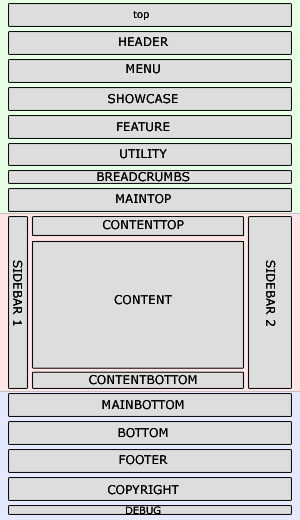 top
HEADER
MENU
SHOWCASE
FEATURE
UTILITY
BREADCRUMBS
MAINTOP
CONTENTTOP
SIDEBAR 1
CONTENT
SIDEBAR 2
CONTENTBOTTOM
MAINBOTTOM
BOTTOM
FOOTER
COPYRIGHT
DEBUG